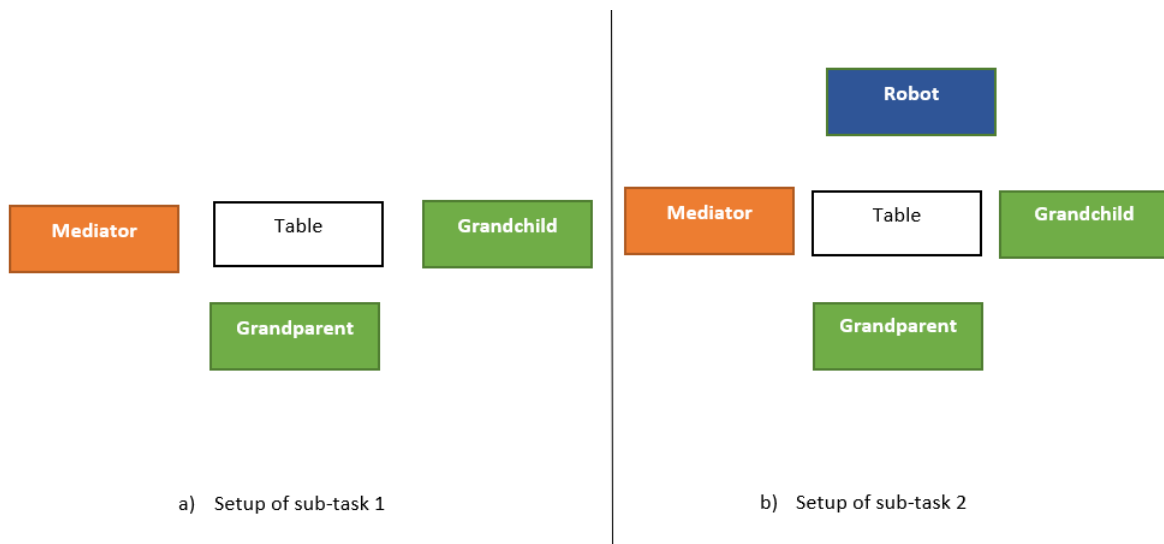 Mediator
Table
Grandchild
Grandparent
a) Setup of sub-task 1
Robot
Mediator
Table
Grandchild
Grandparent
b) Setup of sub-task 2